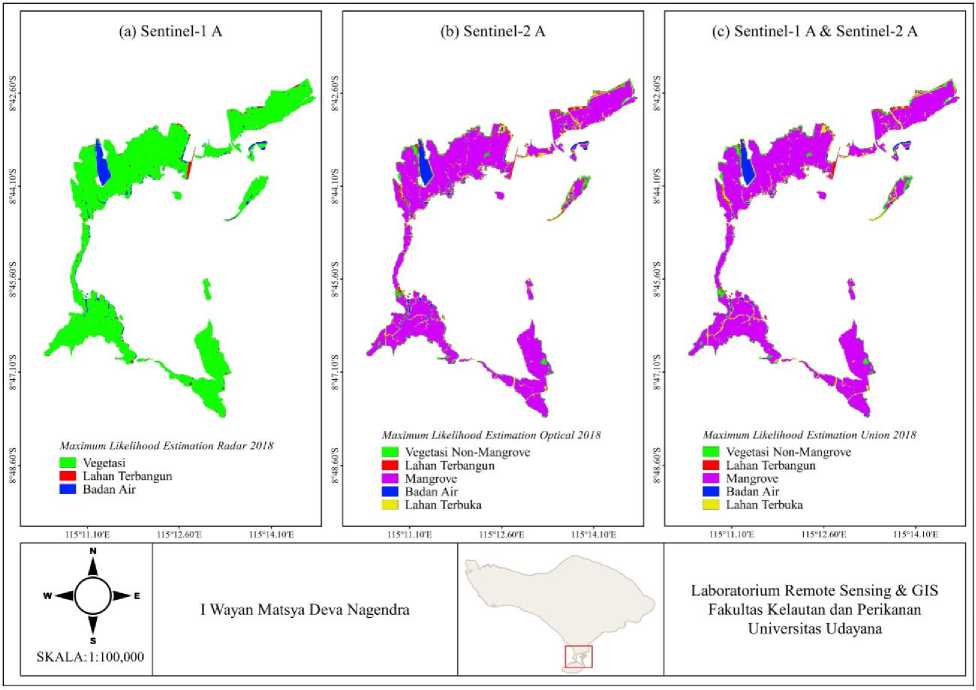 (a) Sentinel-1 A
(b) Sentinel-2 A
(c) Sentinel-1 A & Sentinel-2 A
8°42.60'S
8°44.10'S
8°45.60'S
8°47.10'S
8°48.60'S
8°42.60'S
8°44.10'S
8°45.60'S
8°47.10'S
8°48.60'S
8°42.60'S
8°44.10'S
8°45.60'S
8°47.10'S
8°48.60'S
Maximum Likelihood Estimation Radar 2018
Vegetasi
Lahan Terbangun
Badan Air
Maximum Likelihood Estimation Optical 2018
Vegetasi Non-Mangrove
Lahan Terbangun
Mangrove
Badan Air
Lahan Terbuka
Maximum Likelihood Estimation Union 2018
Vegetasi Non-Mangrove
Lahan Terbangun
Mangrove
Badan Air
Lahan Terbuka
115°11.10'E 115°12.60'E 115°14.10'E
115°11.10'E 115°12.60'E 115°14.10'E
115°11.10'E 115°12.60'E 115°14.10'E
N
W E
S
SKALA: 1:100,000
I Wayan Matsya Deva Nagendra
Laboratorium Remote Sensing & GIS
Fakultas Kelautan dan Perikanan
Universitas Udayana